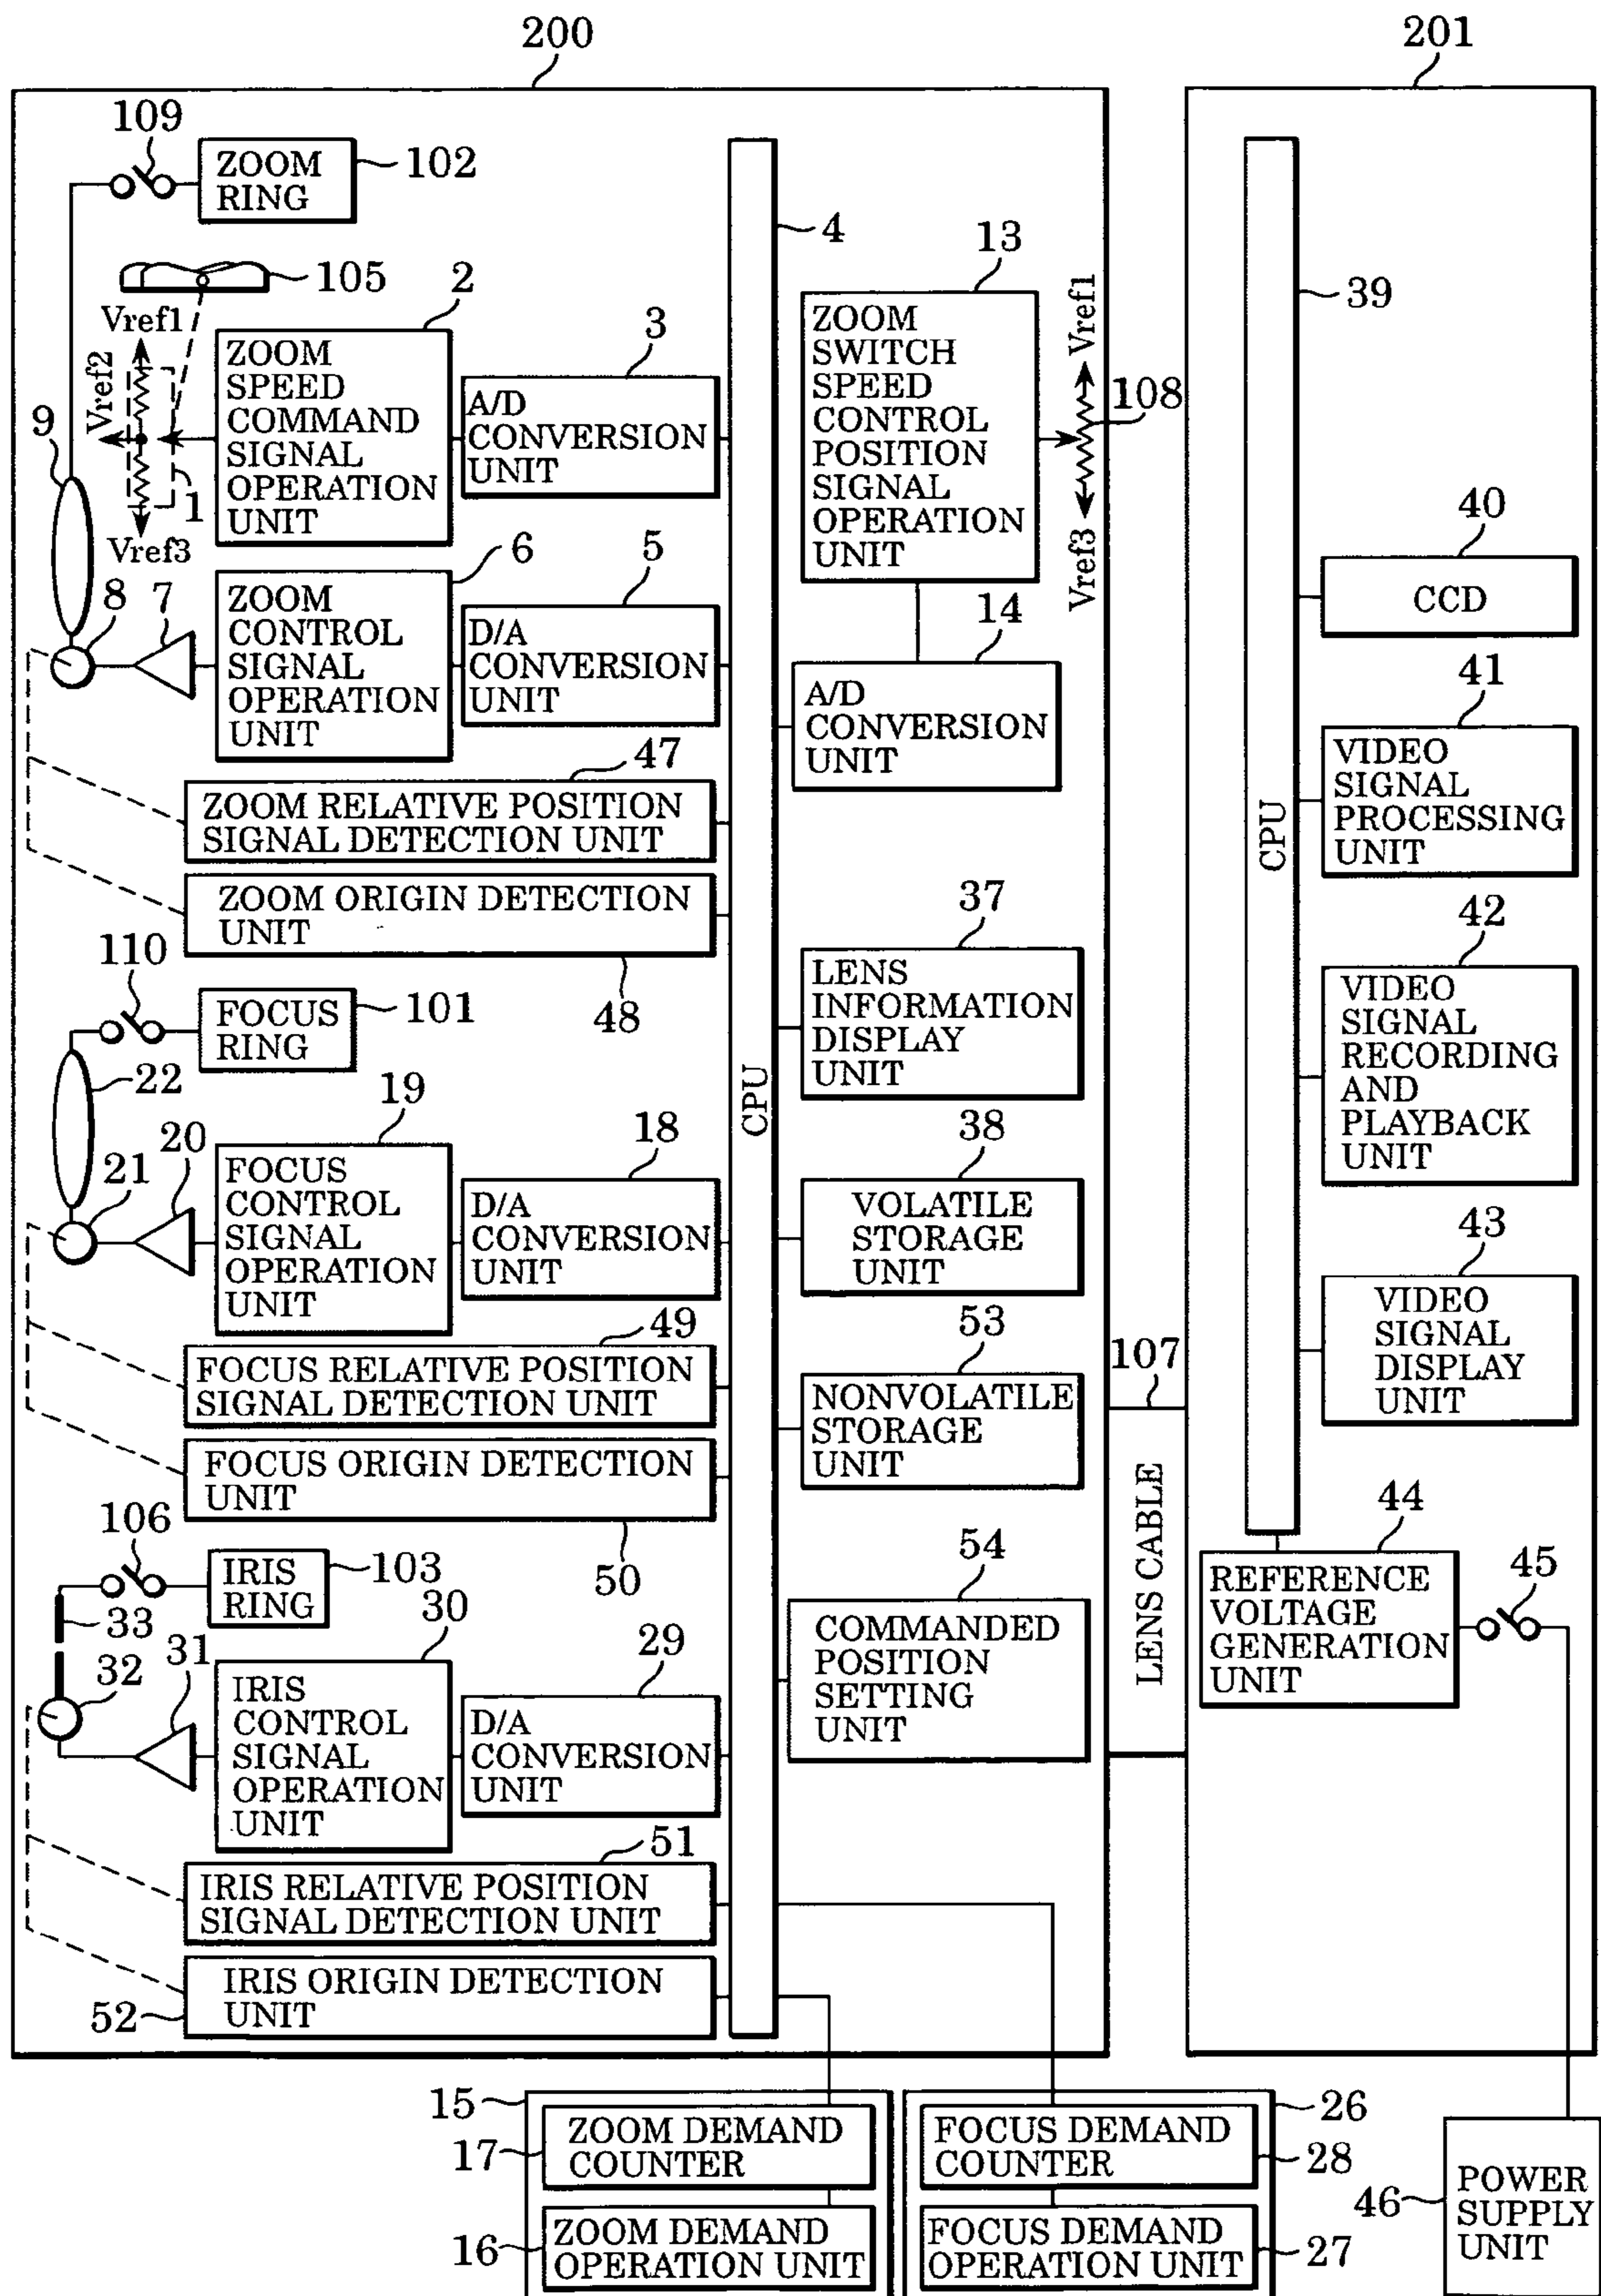 200
201
109
ZOOM
RING
102
4
105
Vref1
Vref2
1
Vref3
2
ZOOM
SPEED
COMMAND
SIGNAL
OPERATION
UNIT
3
A/D
CONVERSION
UNIT
13
ZOOM
SWITCH
SPEED
CONTROL
POSITION
SIGNAL
OPERATION
UNIT
Vref1
108
Vref3
39
9
8
7
6
ZOOM
CONTROL
SIGNAL
OPERATION
UNIT
5
D/A
CONVERSION
UNIT
14
A/D
CONVERSION
UNIT
40
CCD
41
VIDEO
SIGNAL
PROCESSING
UNIT
CPU
47
ZOOM RELATIVE POSITION
SIGNAL DETECTION UNIT
ZOOM ORIGIN DETECTION
UNIT
48
37
LENS
INFORMATION
DISPLAY
UNIT
42
VIDEO
SIGNAL
RECORDING
AND
PLAYBACK
UNIT
110
FOCUS
RING
101
22
CPU
21
20
19
FOCUS
CONTROL
SIGNAL
OPERATION
UNIT
18
D/A
CONVERSION
UNIT
38
VOLATILE
STORAGE
UNIT
43
VIDEO
SIGNAL
DISPLAY
UNIT
49
FOCUS RELATIVE POSITION
SIGNAL DETECTION UNIT
FOCUS ORIGIN DETECTION
UNIT
50
53
NONVOLATILE
STORAGE
UNIT
107
LENS CABLE
106
IRIS
RING
103
33
32
31
30
IRIS
CONTROL
SIGNAL
OPERATION
UNIT
29
D/A
CONVERSION
UNIT
54
COMMANDED
POSITION
SETTING
UNIT
44
REFERENCE
VOLTAGE
GENERATION
UNIT
45
51
IRIS RELATIVE POSITION
SIGNAL DETECTION UNIT
IRIS ORIGIN DETECTION
UNIT
52
15
ZOOM DEMAND
COUNTER
17
ZOOM DEMAND
OPERATION UNIT
16
26
FOCUS DEMAND
COUNTER
28
FOCUS DEMAND
OPERATION UNIT
27
46
POWER
SUPPLY
UNIT